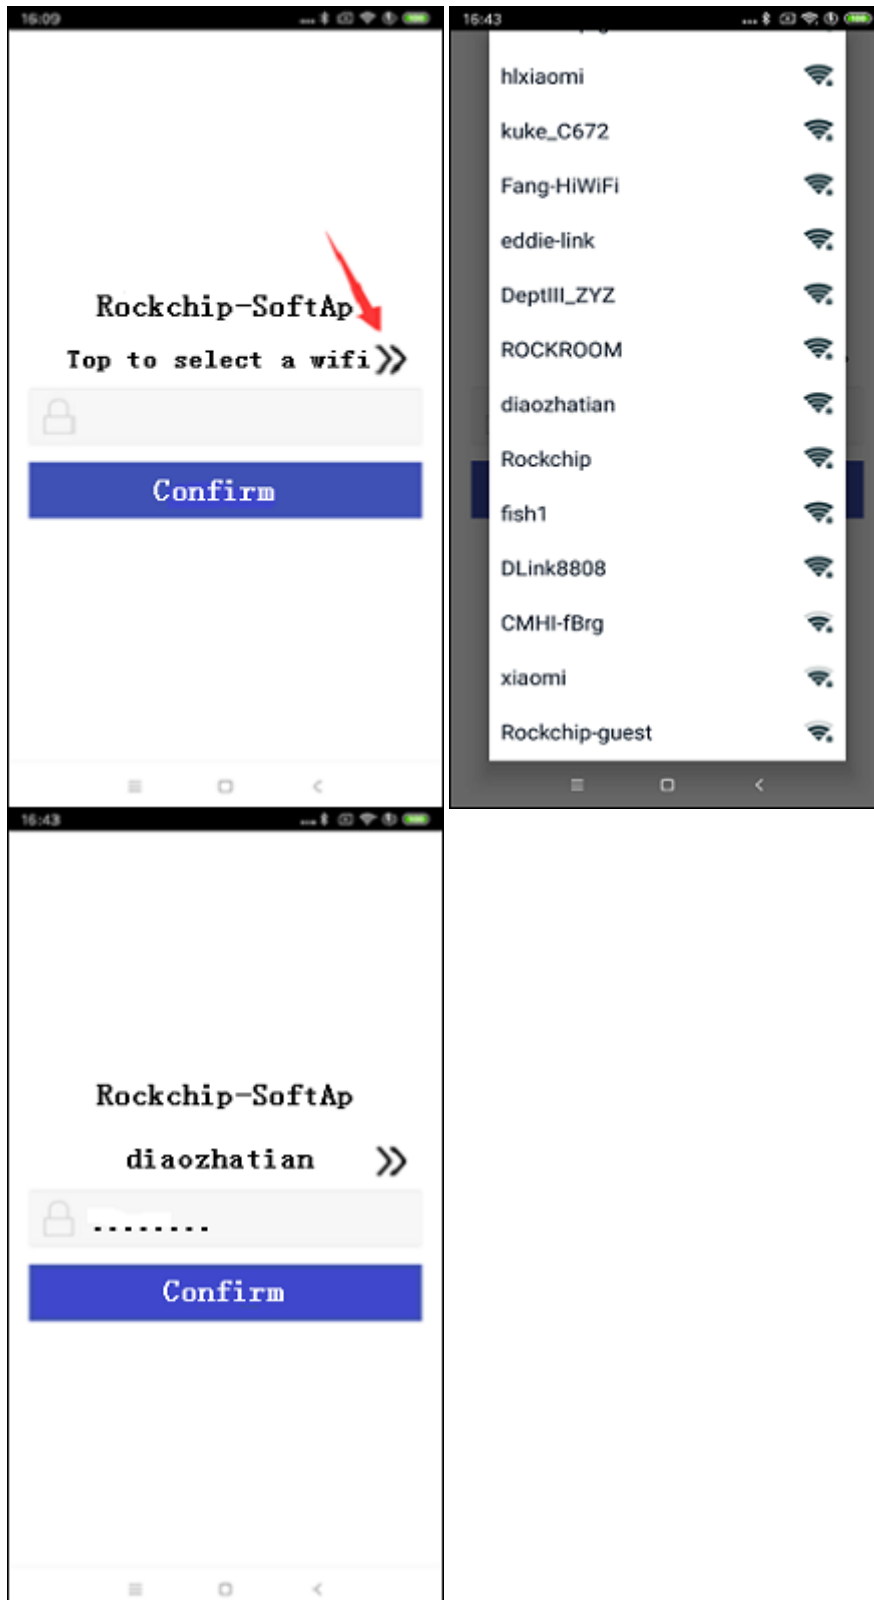 16:09
Rockchip-SoftAp
Top to select a wifi
Confirm
16:43
hlxiaomi
kuke_C672
Fang-HiWiFi
eddie-link
DeptIII_ZYZ
ROCKROOM
diaozhatian
Rockchip
fish1
DLink8808
CMHI-fBrg
xiaomi
Rockchip-guest
16:43
Rockchip-SoftAp
diaozhatian
........
Confirm